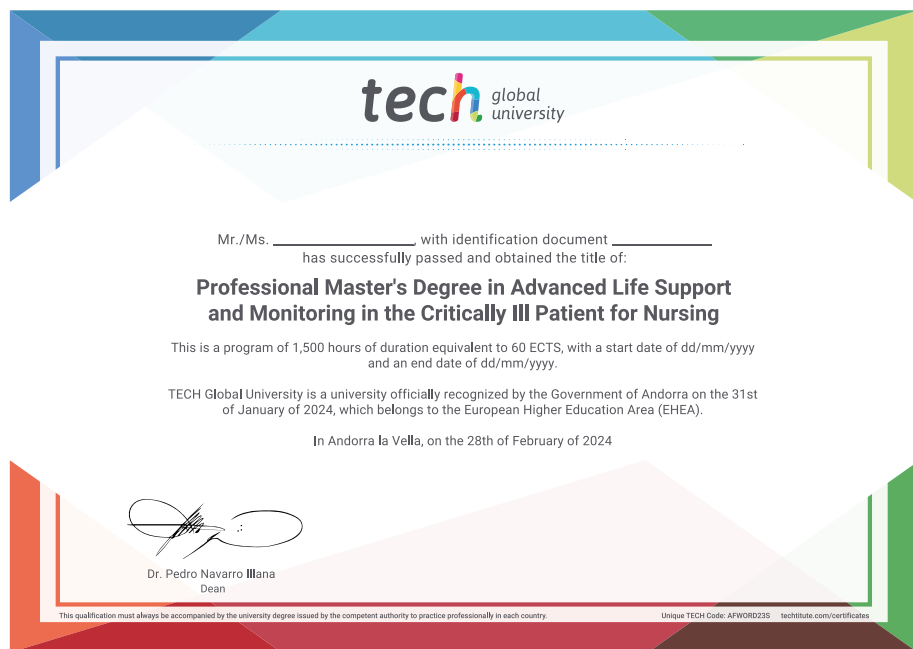 tech global university
Mr./Ms. ____________, with identification document ____________
has successfully passed and obtained the title of:
Professional Master's Degree in Advanced Life Support
and Monitoring in the Critically Ill Patient for Nursing
This is a program of 1,500 hours of duration equivalent to 60 ECTS, with a start date of dd/mm/yyyy
and an end date of dd/mm/yyyy.
TECH Global University is a university officially recognized by the Government of Andorra on the 31st
of January of 2024, which belongs to the European Higher Education Area (EHEA).
In Andorra la Vella, on the 28th of February of 2024
Dr. Pedro Navarro Illana
Dean
This qualification must always be accompanied by the university degree issued by the competent authority to practice professionally in each country.
Unique TECH Code: AFWORD23S techtitute.com/certificates